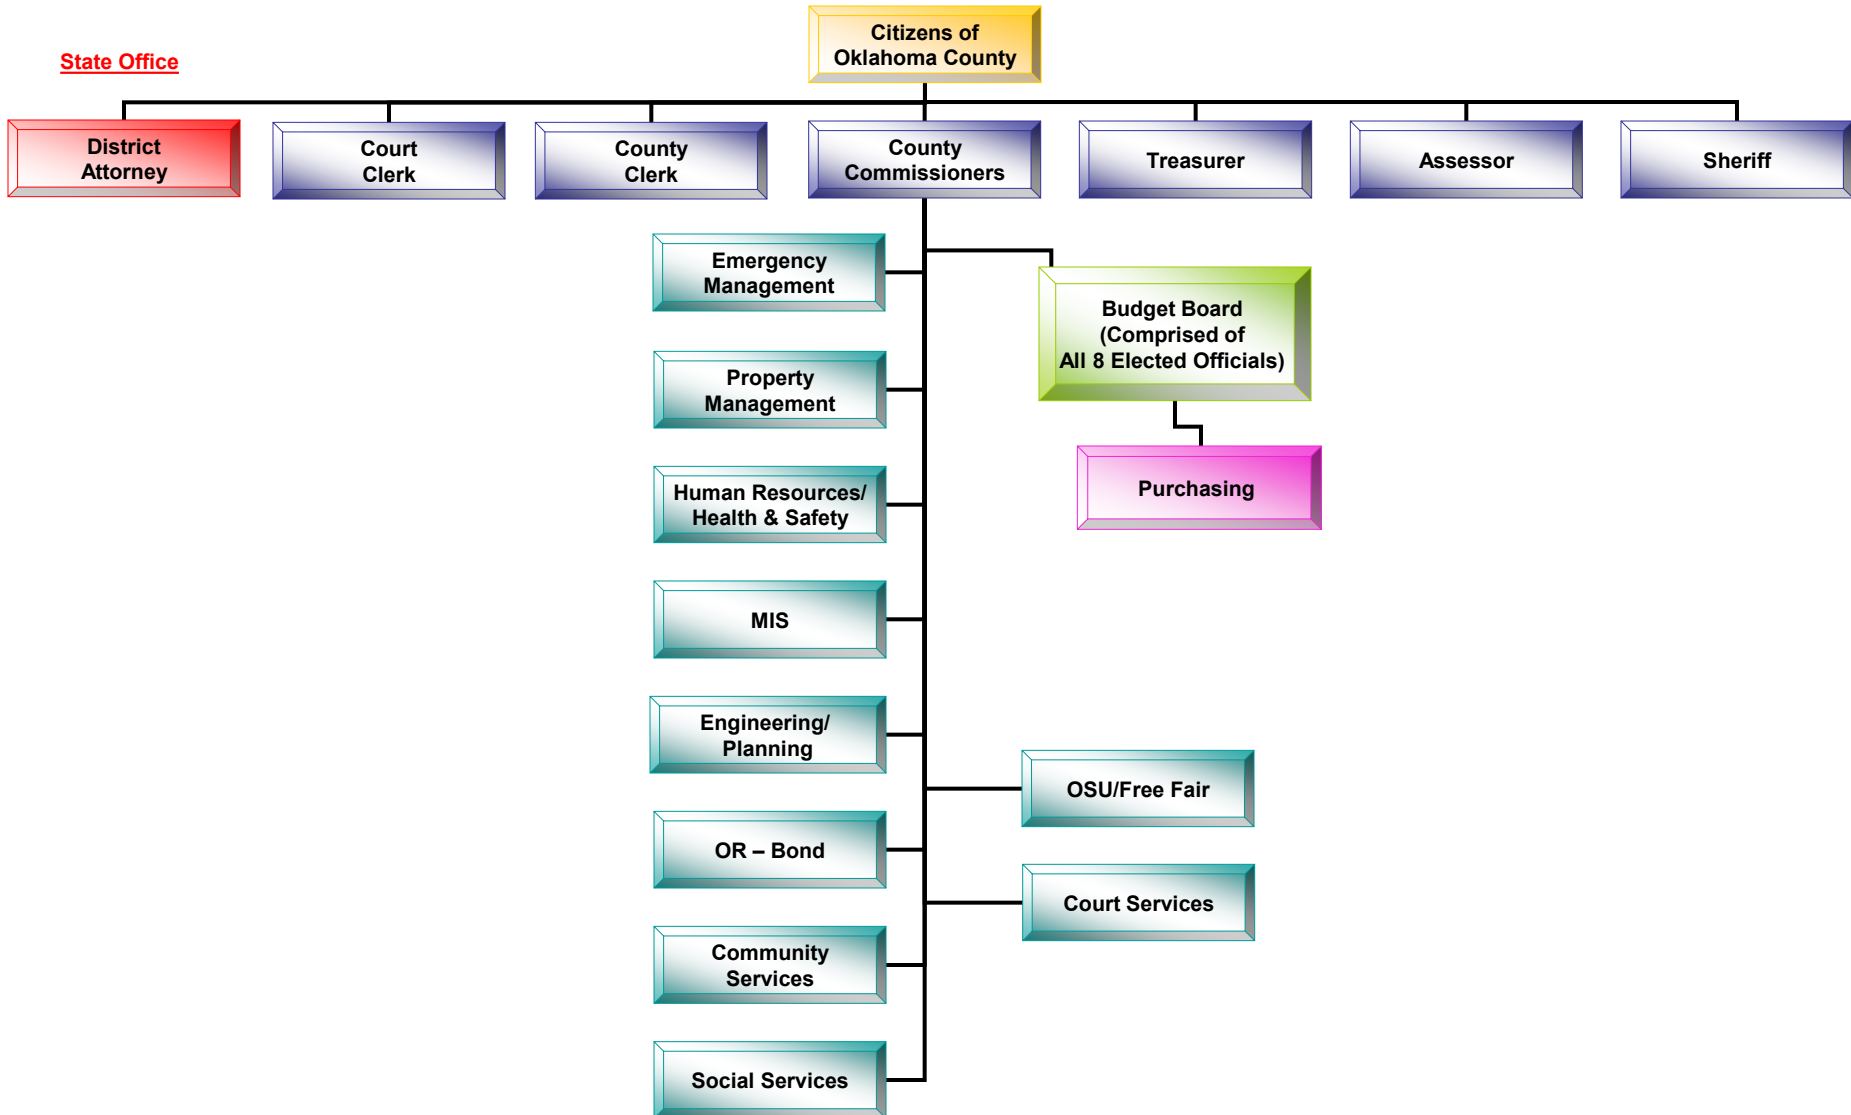 Citizens of
Oklahoma County
State Office
District
Attorney
Court
Clerk
County
Clerk
County
Commissioners
Treasurer
Assessor
Sheriff
Emergency
Management
Budget Board
(Comprised of
All 8 Elected Officials)
Property
Management
Purchasing
Human Resources/
Health & Safety
MIS
Engineering/
Planning
OSU/Free Fair
OR – Bond
Court Services
Community
Services
Social Services